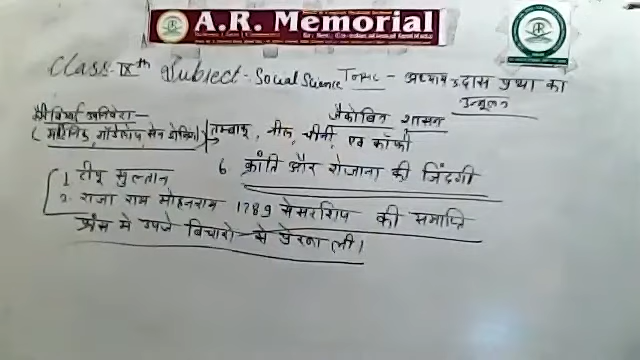 A.R. Memorial
Class-IXth Subject - Social Science Topic - अध्याय 3 दास प्रथा का उन्मूलन
जैकोबिन शासन
तम्बाकू, नील, चीनी, एवं कॉफी
1. टीपू सुल्तान
6. क्रांति और रोजाना की जिंदगी
2. राजा राम मोहनराय 1789 सेंसरशिप की समाप्ति
फ्रांस मे उपजे विचारो से प्रेरणा ली।